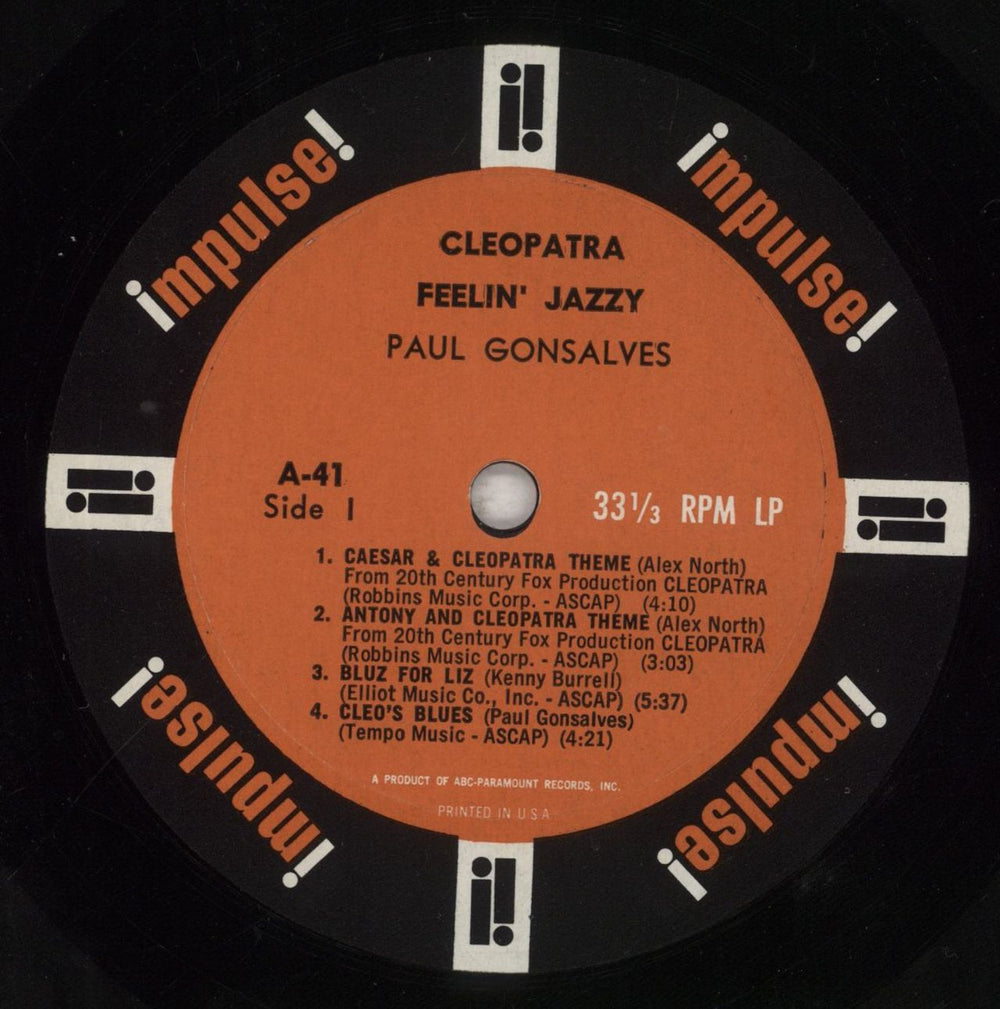 impulse!
impulse!
CLEOPATRA
FEELIN' JAZZY
PAUL GONSALVES
A-41
Side 1
33 1/3 RPM LP
1. CAESAR & CLEOPATRA THEME (Alex North)
From 20th Century Fox Production CLEOPATRA
(Robbins Music Corp. - ASCAP) (4:10)
2. ANTONY AND CLEOPATRA THEME (Alex North)
From 20th Century Fox Production CLEOPATRA
(Robbins Music Corp. - ASCAP) (3:03)
3. BLUZ FOR LIZ (Kenny Burrell)
(Elliot Music Co., Inc. - ASCAP) (5:37)
4. CLEO'S BLUES (Paul Gonsalves)
(Tempo Music - ASCAP) (4:21)
A PRODUCT OF ABC-PARAMOUNT RECORDS, INC.
PRINTED IN U S A
impulse!
impulse!